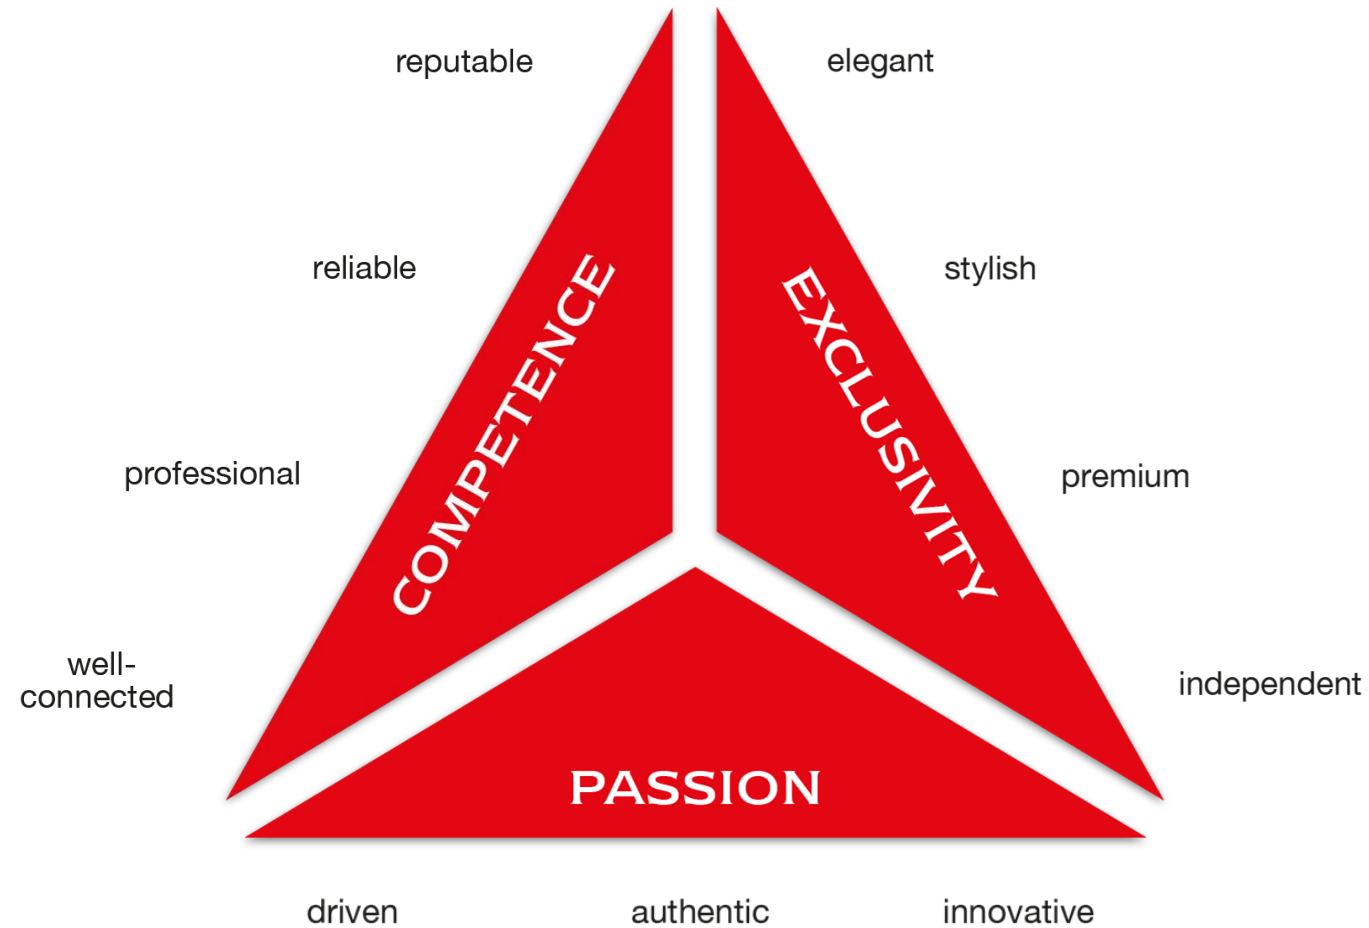 reputable
elegant
reliable
stylish
COMPETENCE
EXCLUSIVITY
professional
premium
well-
connected
independent
PASSION
driven
authentic
innovative